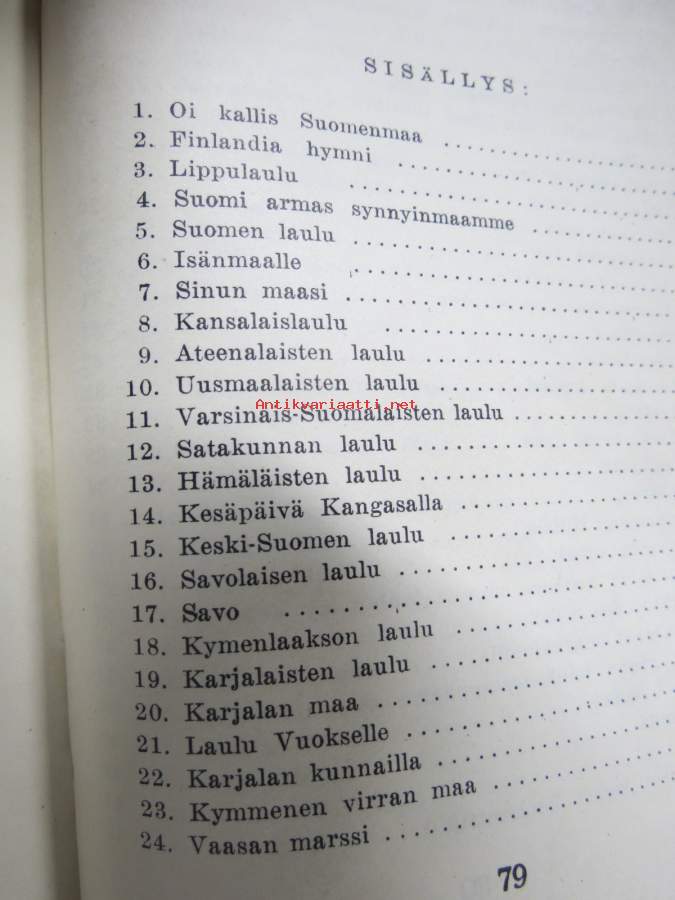 SISÄLLYS:
1. Oi kallis Suomenmaa
2. Finlandia hymni
3. Lippulaulu
4. Suomi armas synnyinmaamme
5. Suomen laulu
6. Isänmaalle
7. Sinun maasi
8. Kansalaislaulu
9. Ateenalaisten laulu
10. Uusmaalaisten laulu
Antikvariaatti.net
11. Varsinais-Suomalaisten laulu
12. Satakunnan laulu
13. Hämäläisten laulu
14. Kesäpäivä Kangasalla
15. Keski-Suomen laulu
16. Savolaisen laulu
17. Savo
18. Kymenlaakson laulu
19. Karjalaisten laulu
20. Karjalan maa
21. Laulu Vuokselle
22. Karjalan kunnailla
23. Kymmenen virran maa
24. Vaasan marssi
79